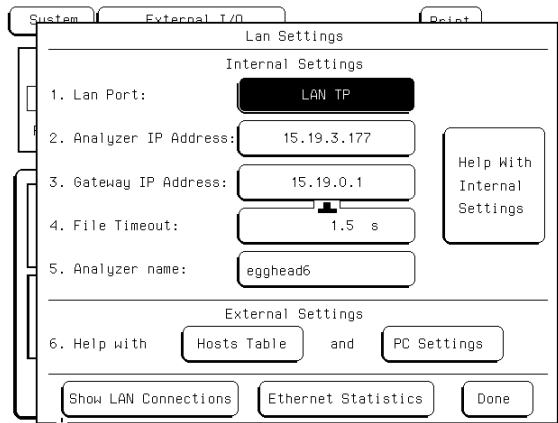 System External I/O Print
Lan Settings
Internal Settings
1. Lan Port: LAN TP
2. Analyzer IP Address: 15.19.3.177
3. Gateway IP Address: 15.19.0.1
4. File Timeout: 1.5 s
5. Analyzer name: egghead6
Help With
Internal
Settings
External Settings
6. Help with Hosts Table and PC Settings
Show LAN Connections Ethernet Statistics Done